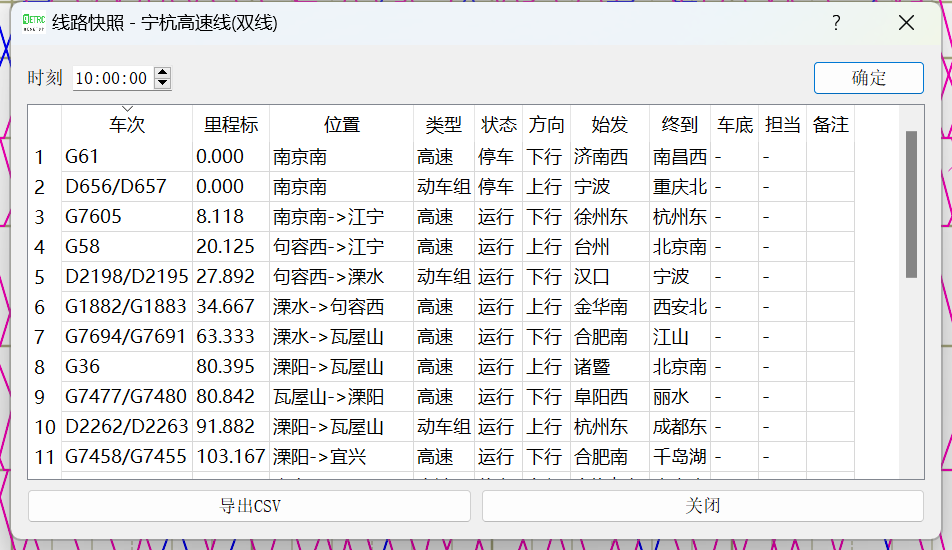 线路快照 - 宁杭高速线(双线)
时刻 10:00:00 确定
车次 里程标 位置 类型 状态 方向 始发 终到 车底 担当 备注
1 G61 0.000 南京南 高速 停车 下行 济南西 南昌西 - -
2 D656/D657 0.000 南京南 动车组 停车 上行 宁波 重庆北 - -
3 G7605 8.118 南京南->江宁 高速 运行 下行 徐州东 杭州东 - -
4 G58 20.125 句容西->江宁 高速 运行 上行 台州 北京南 - -
5 D2198/D2195 27.892 句容西->溧水 动车组 运行 下行 汉口 宁波 - -
6 G1882/G1883 34.667 溧水->句容西 高速 运行 上行 金华南 西安北 - -
7 G7694/G7691 63.333 溧水->瓦屋山 高速 运行 下行 合肥南 江山 - -
8 G36 80.395 溧阳->瓦屋山 高速 运行 上行 诸暨 北京南 - -
9 G7477/G7480 80.842 瓦屋山->溧阳 高速 运行 下行 阜阳西 丽水 - -
10 D2262/D2263 91.882 溧阳->瓦屋山 动车组 运行 上行 杭州东 成都东 - -
11 G7458/G7455 103.167 溧阳->宜兴 高速 运行 下行 合肥南 千岛湖 - -
导出CSV 关闭